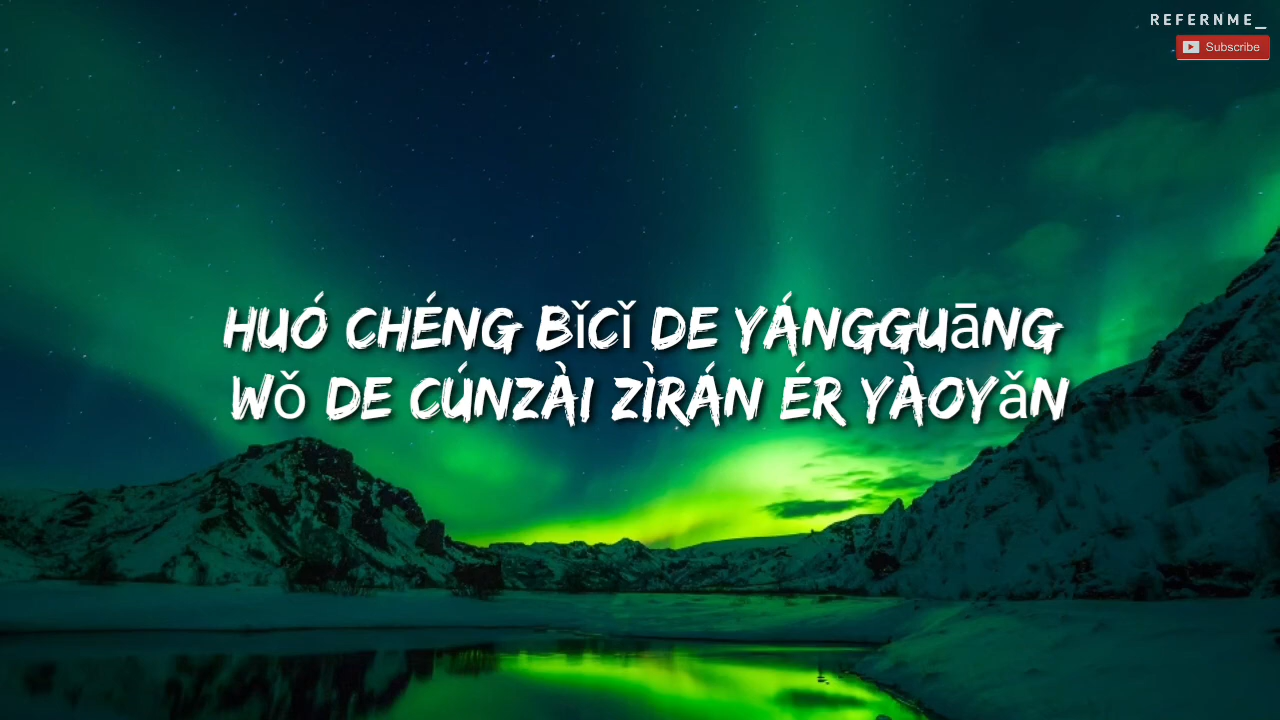 REFERNME_
Subscribe
HUÓ CHÉNG BǐCǐ DE YÁNGGUāNG
Wǒ DE CÚNZÀI ZÌRÁN ÉR YÀOYǎN